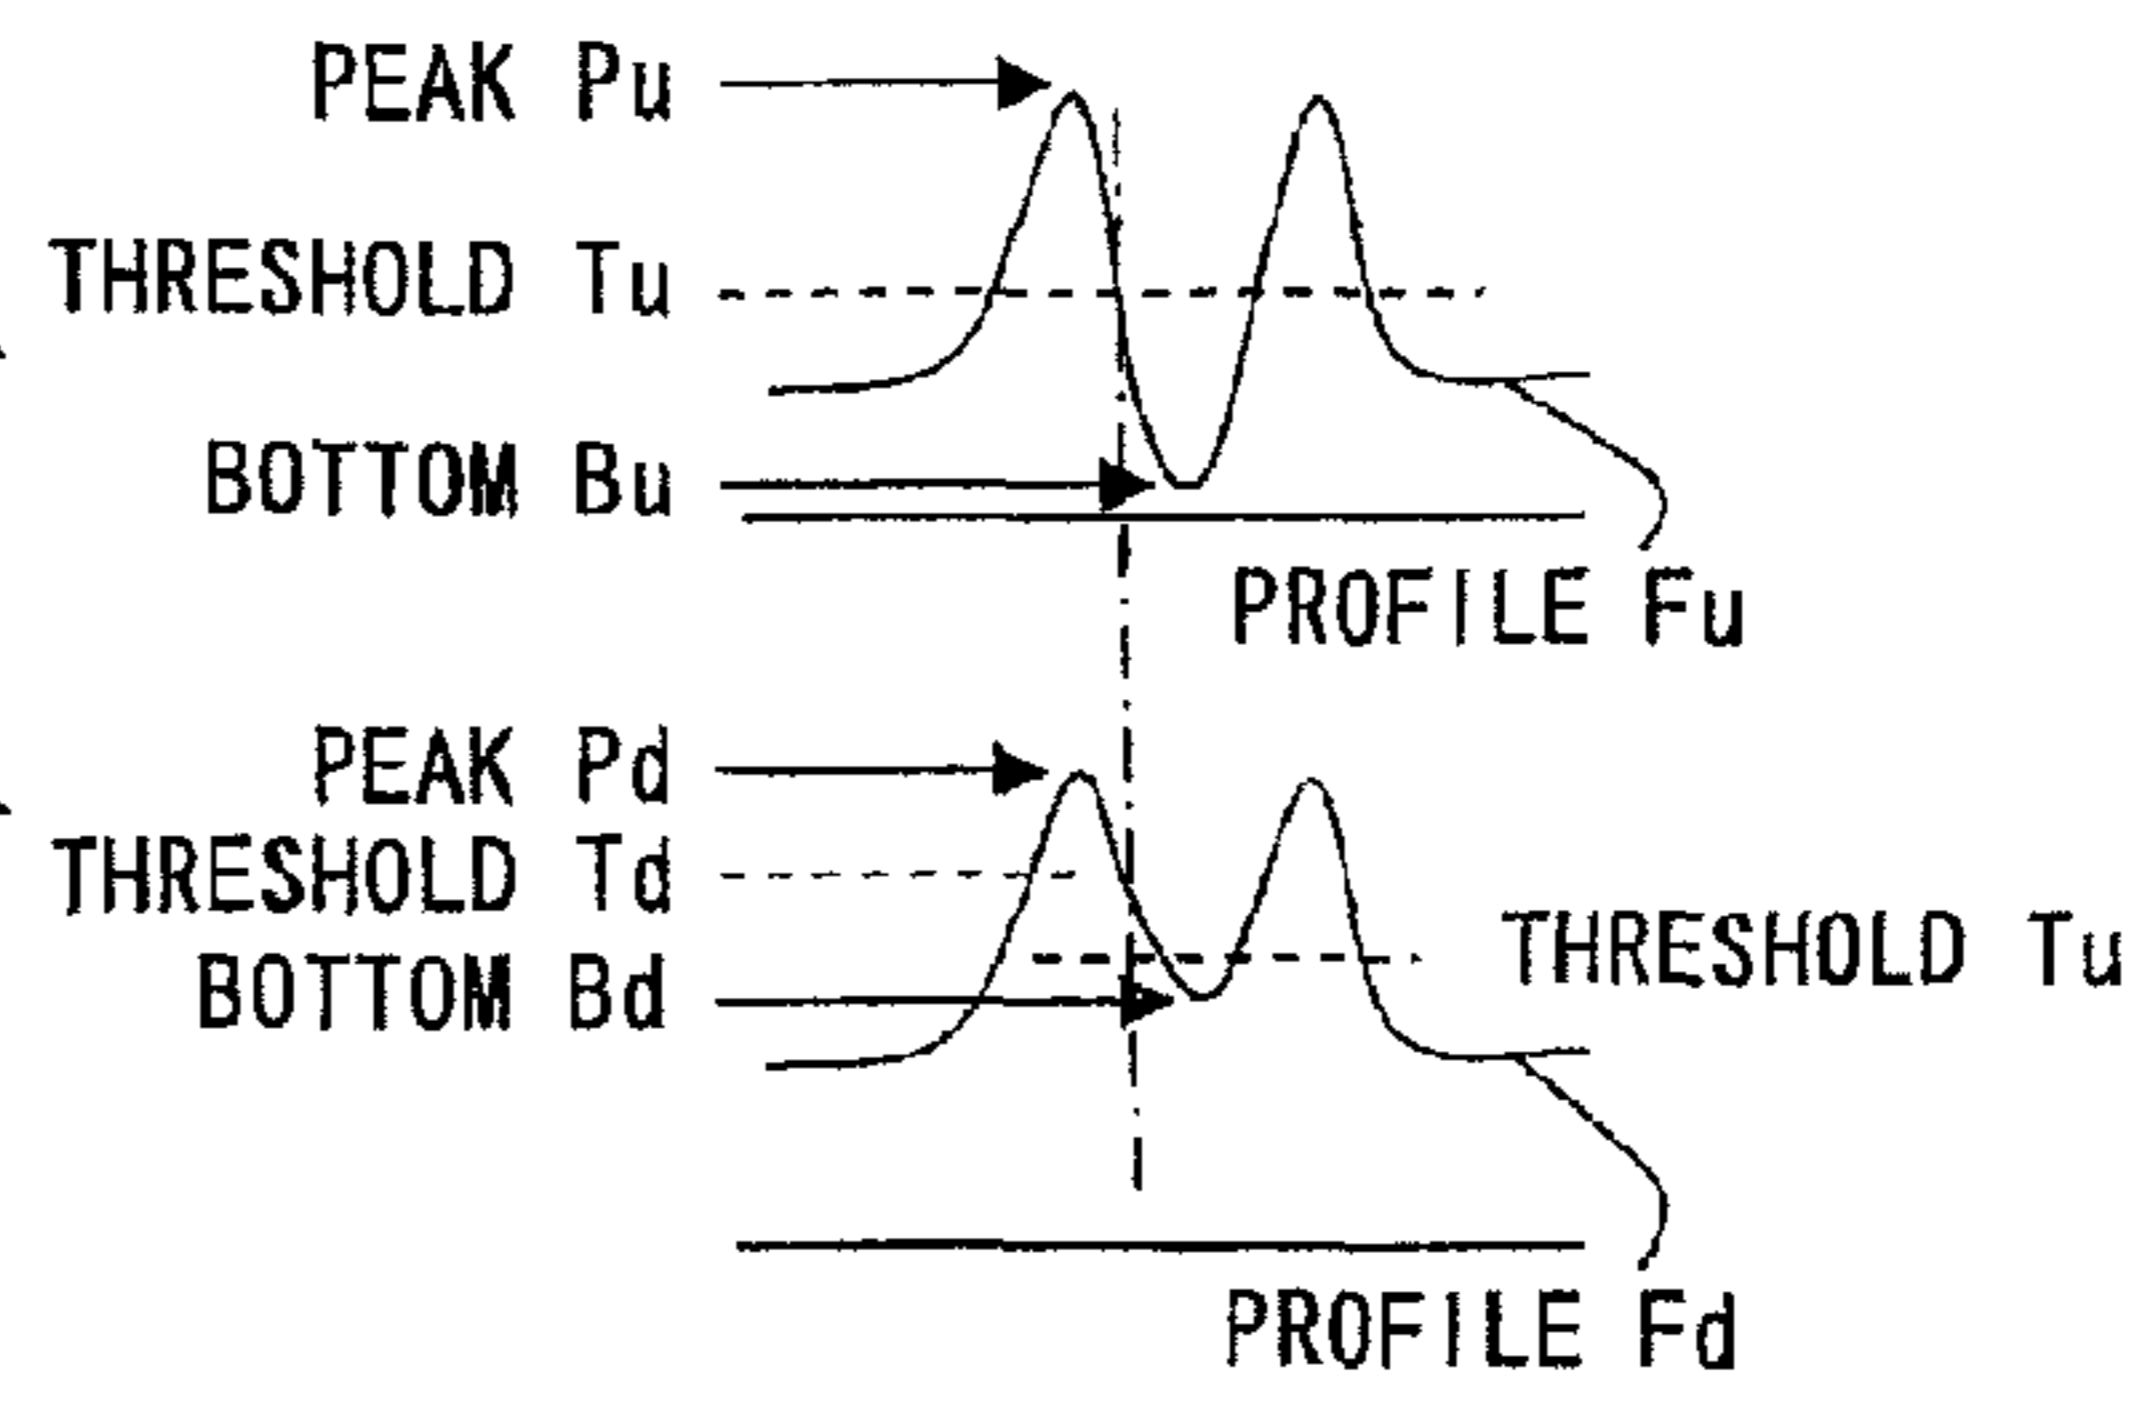 PEAK Pu
THRESHOLD Tu
BOTTOM Bu
PROFILE Fu
PEAK Pd
THRESHOLD Td
THRESHOLD Tu
BOTTOM Bd
PROFILE Fd